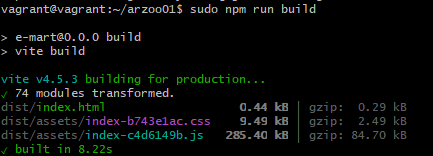 vagrant@vagrant:~/arzoo01$ sudo npm run build
> e-mart@0.0.0 build
> vite build
vite v4.5.3 building for production...
✓ 74 modules transformed.
dist/index.html 0.44 kB │ gzip: 0.29 kB
dist/assets/index-b743e1ac.css 9.49 kB │ gzip: 2.49 kB
dist/assets/index-c4d6149b.js 285.40 kB │ gzip: 84.70 kB
✓ built in 8.22s